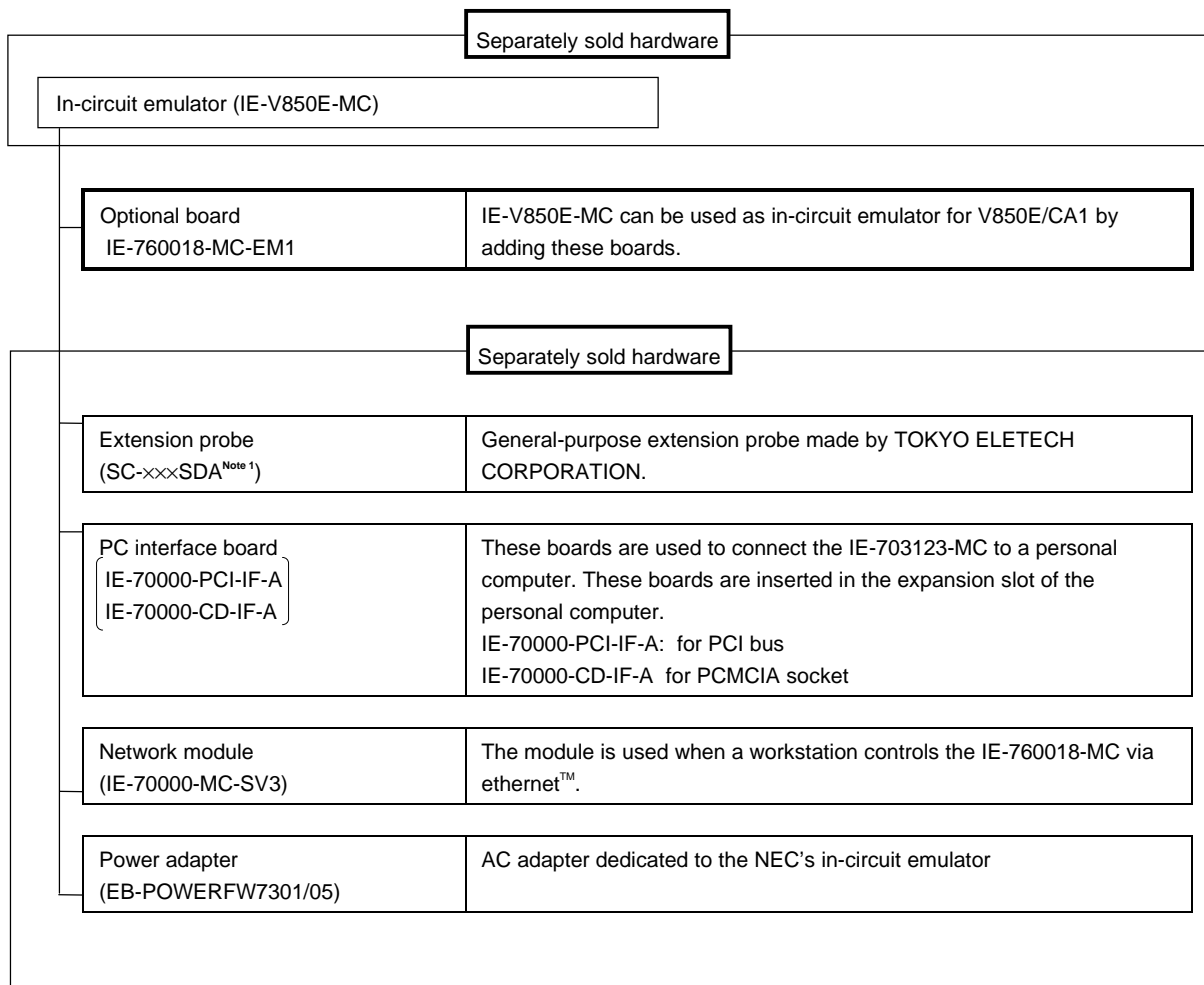 Separately sold hardware
In-circuit emulator (IE-V850E-MC)
Optional board
IE-760018-MC-EM1
IE-V850E-MC can be used as in-circuit emulator for V850E/CA1 by
adding these boards.
Separately sold hardware
Extension probe
(SC-×××SDA Note 1)
General-purpose extension probe made by TOKYO ELETECH
CORPORATION.
PC interface board
IE-70000-PCI-IF-A
IE-70000-CD-IF-A
These boards are used to connect the IE-703123-MC to a personal
computer. These boards are inserted in the expansion slot of the
personal computer.
IE-70000-PCI-IF-A:  for PCI bus
IE-70000-CD-IF-A  for PCMCIA socket
Network module
(IE-70000-MC-SV3)
The module is used when a workstation controls the IE-760018-MC via
ethernet™.
Power adapter
(EB-POWERFW7301/05)
AC adapter dedicated to the NEC's in-circuit emulator